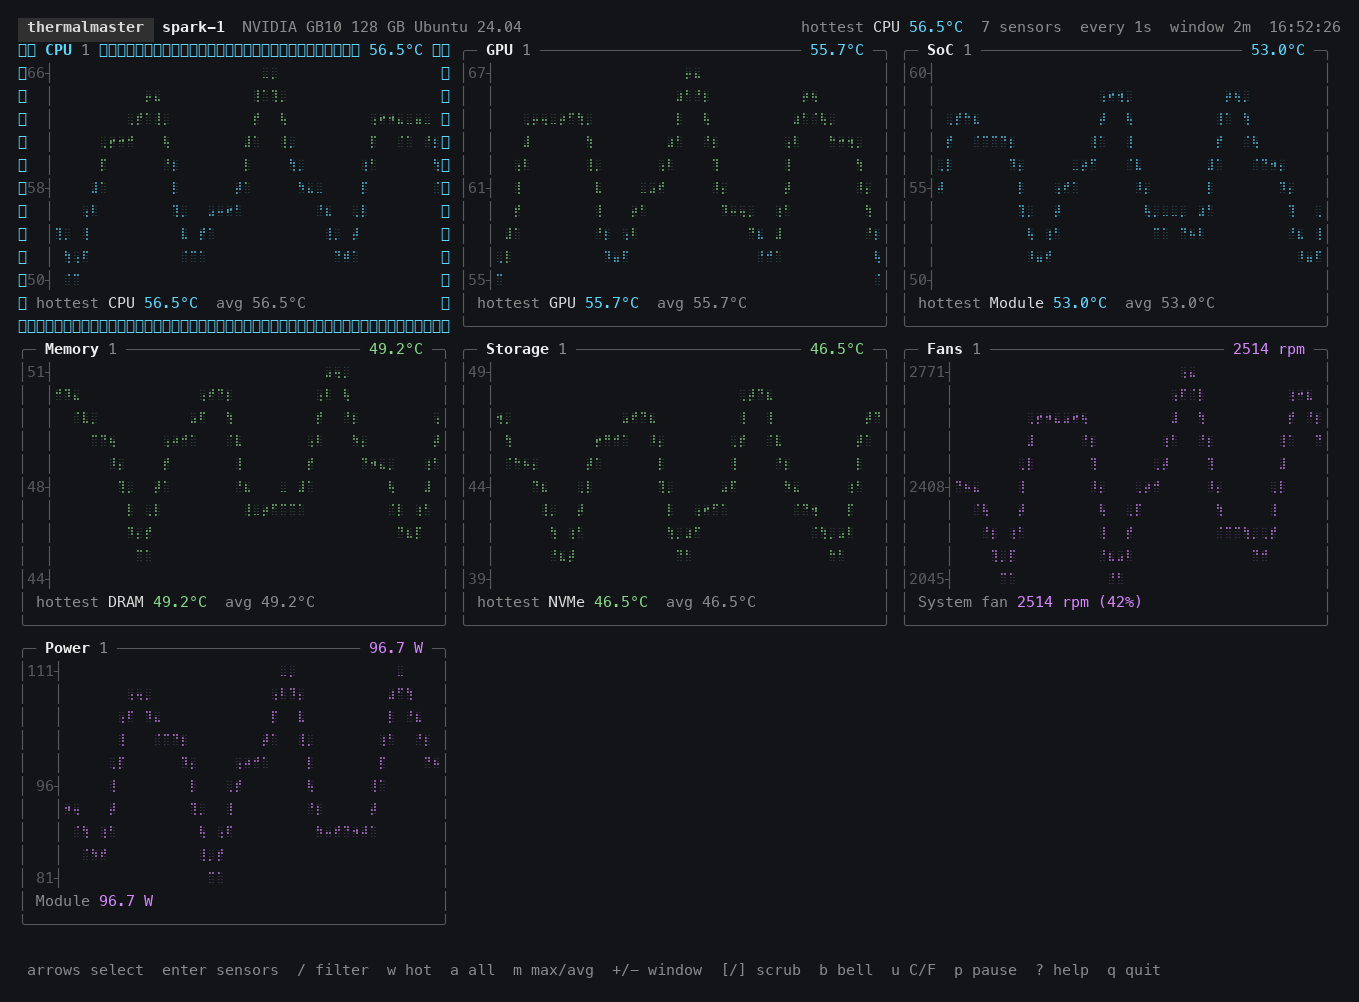 thermalmaster spark−1 NVIDIA GB10 128 GB Ubuntu 24.04 hottest CPU 56.5°C 7 sensors every 1s window 2m 16:52:26
CPU 1 56.5°C
66
58
50
hottest CPU 56.5°C avg 56.5°C
GPU 1 55.7°C
67
61
55
hottest GPU 55.7°C avg 55.7°C
SoC 1 53.0°C
60
55
50
hottest Module 53.0°C avg 53.0°C
Memory 1 49.2°C
51
48
44
hottest DRAM 49.2°C avg 49.2°C
Storage 1 46.5°C
49
44
39
hottest NVMe 46.5°C avg 46.5°C
Fans 1 2514 rpm
2771
2408
2045
System fan 2514 rpm (42%)
Power 1 96.7 W
111
96
81
Module 96.7 W
arrows select enter sensors / filter w hot a all m max/avg +/− window [/] scrub b bell u C/F p pause ? help q quit